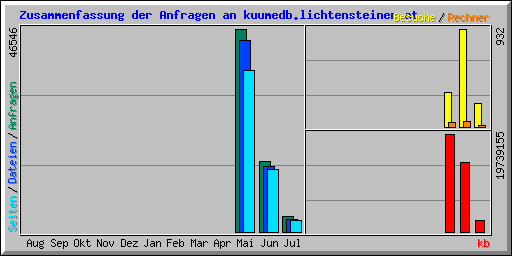 Zusammenfassung der Anfragen an kuumedb.lichtensteiner.at
Besuche / Rechner
46546
932
Seiten / Dateien / Anfragen
19739155
Aug Sep Okt Nov Dez Jan Feb Mar Apr Mai Jun Jul
kb